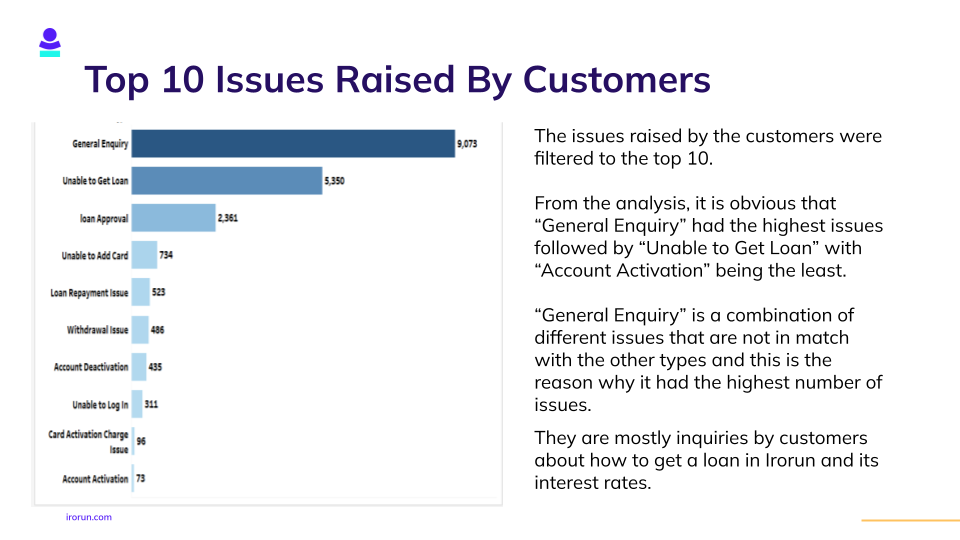 Top 10 Issues Raised By Customers
General Enquiry 9,073
Unable to Get Loan 5,350
loan Approval 2,361
Unable to Add Card 734
Loan Repayment Issue 523
Withdrawal Issue 486
Account Deactivation 435
Unable to Log In 311
Card Activation Charge
Issue 96
Account Activation 73
The issues raised by the customers were
filtered to the top 10.
From the analysis, it is obvious that
“General Enquiry” had the highest issues
followed by “Unable to Get Loan” with
“Account Activation” being the least.
“General Enquiry” is a combination of
different issues that are not in match
with the other types and this is the
reason why it had the highest number of
issues.
They are mostly inquiries by customers
about how to get a loan in Irorun and its
interest rates.
irorun.com